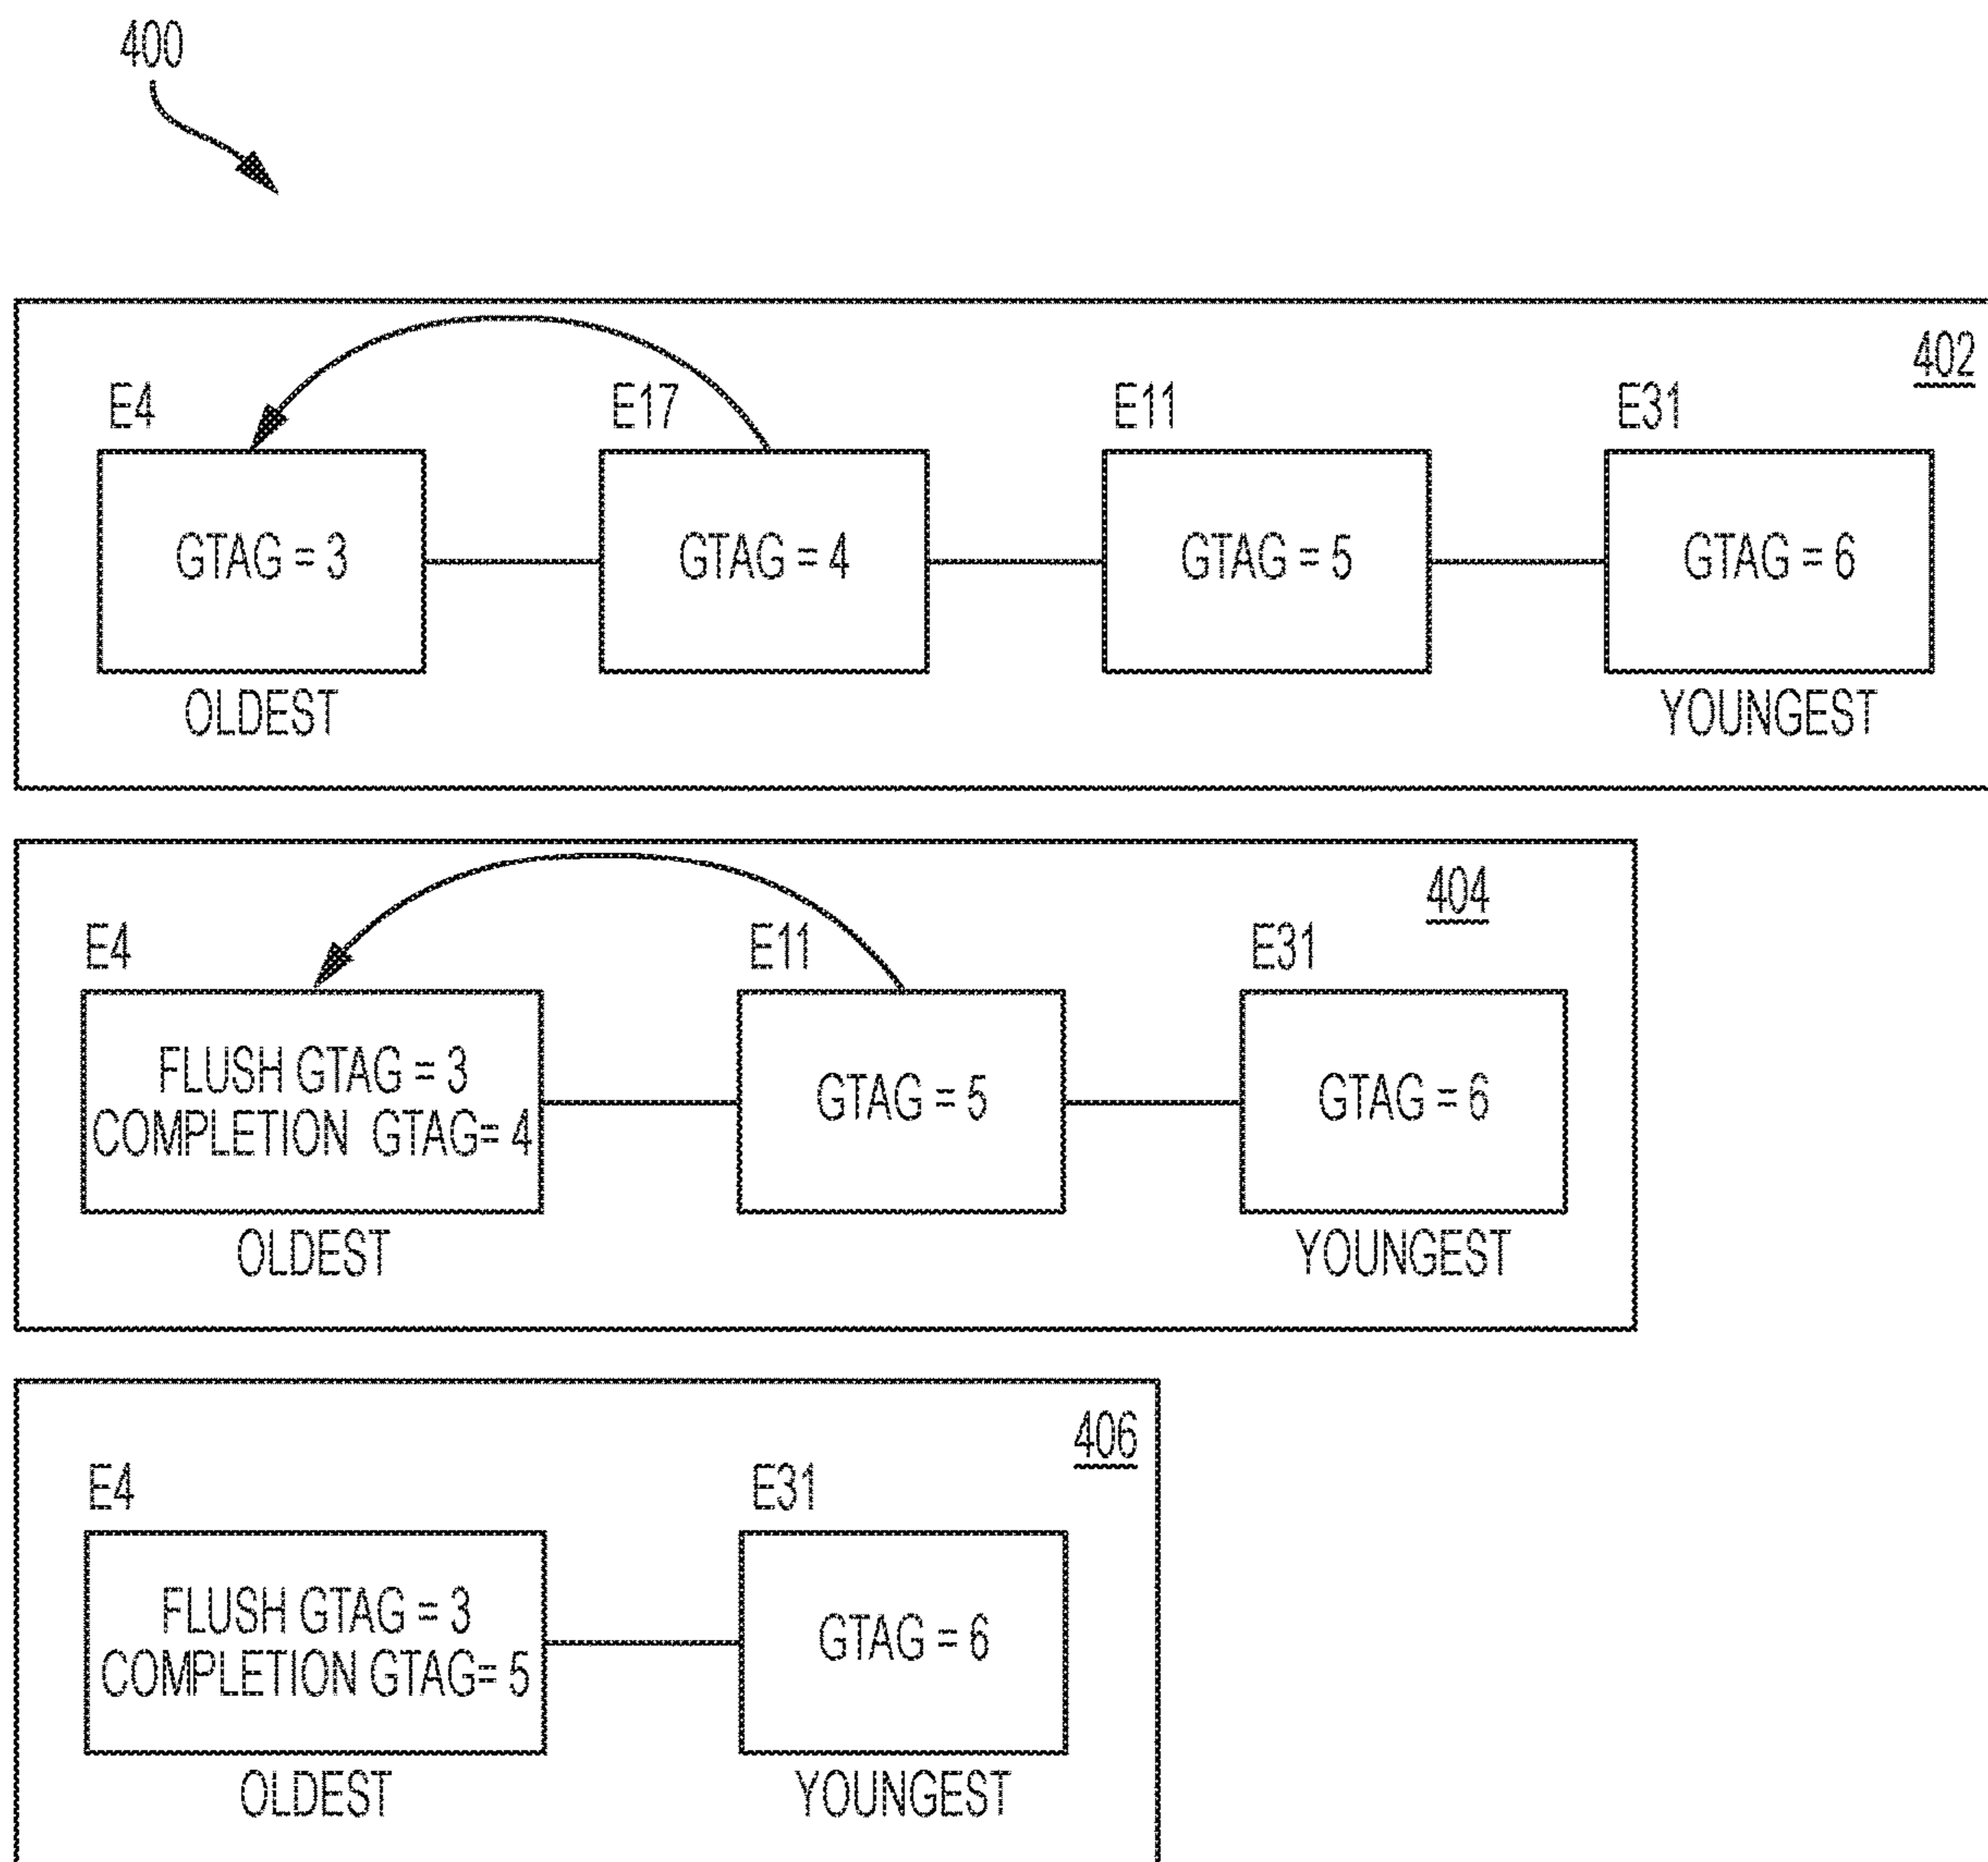 400
402
E4 E17 E11 E31
GTAG = 3 GTAG = 4 GTAG = 5 GTAG = 6
OLDEST YOUNGEST
404
E4 E11 E31
FLUSH GTAG = 3
COMPLETION GTAG= 4
GTAG = 5 GTAG = 6
OLDEST YOUNGEST
406
E4 E31
FLUSH GTAG = 3
COMPLETION GTAG= 5
GTAG = 6
OLDEST YOUNGEST